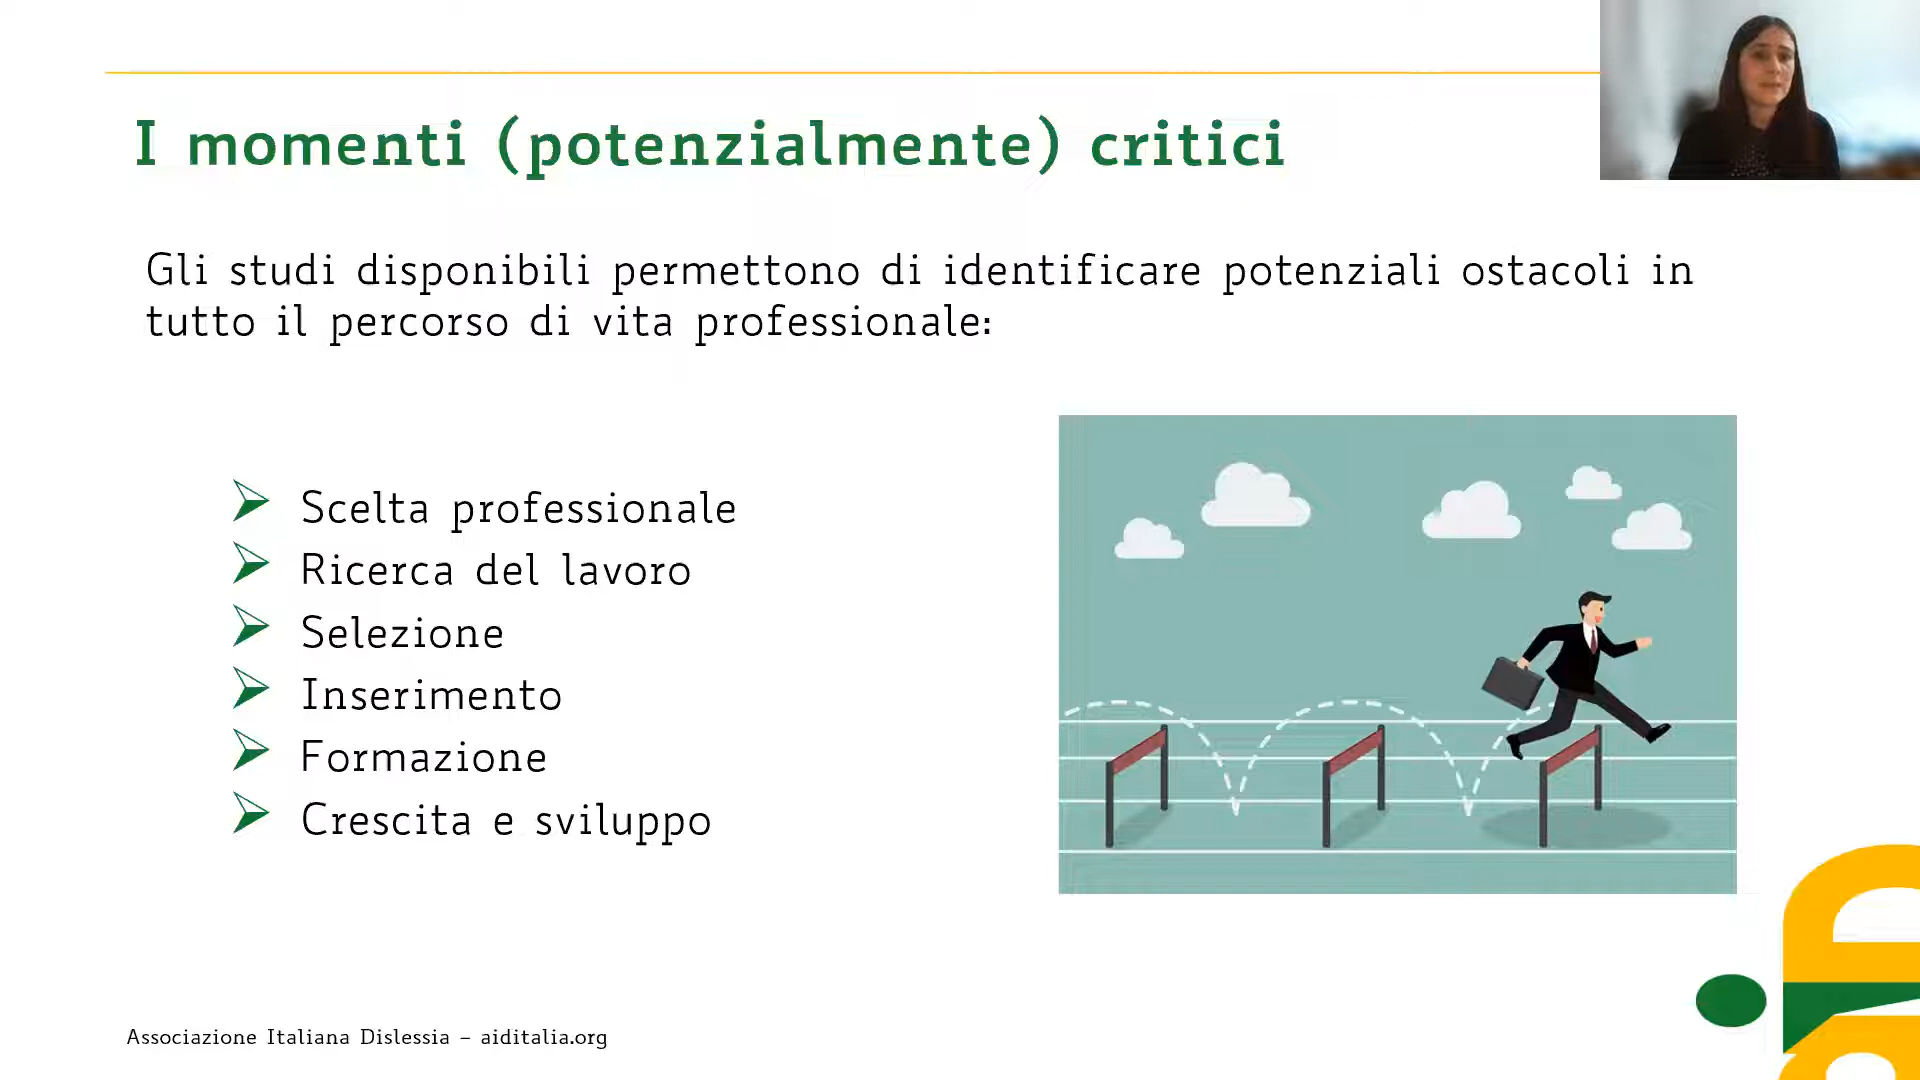 I momenti (potenzialmente) critici
Gli studi disponibili permettono di identificare potenziali ostacoli in
tutto il percorso di vita professionale:
Scelta professionale
Ricerca del lavoro
Selezione
Inserimento
Formazione
Crescita e sviluppo
Associazione Italiana Dislessia – aiditalia.org